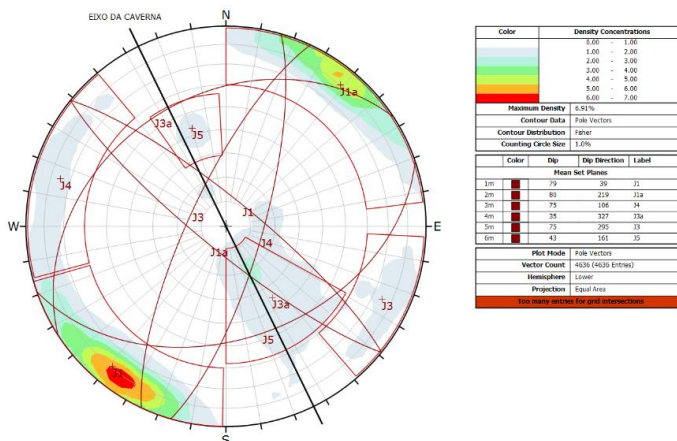 EIXO DA CAVERNA
N
J1a
J3a
J5
J4
J3
J1
W
J4
E
J1a
J3a
J3
J5
J1
S
Color Density Concentrations
0.00 - 1.00
1.00 - 2.00
2.00 - 3.00
3.00 - 4.00
4.00 - 5.00
5.00 - 6.00
6.00 - 7.00
Maximum Density 6.91%
Contour Data Pole Vectors
Contour Distribution Fisher
Counting Circle Size 1.0%
Color Dip Dip Direction Label
Mean Set Planes
1m 79 39 J1
2m 80 219 J1a
3m 75 106 J4
4m 35 327 J3a
5m 75 295 J3
6m 43 161 J5
Plot Mode Pole Vectors
Vector Count 4636 (4636 Entries)
Hemisphere Lower
Projection Equal Area
Too many entries for grid intersections